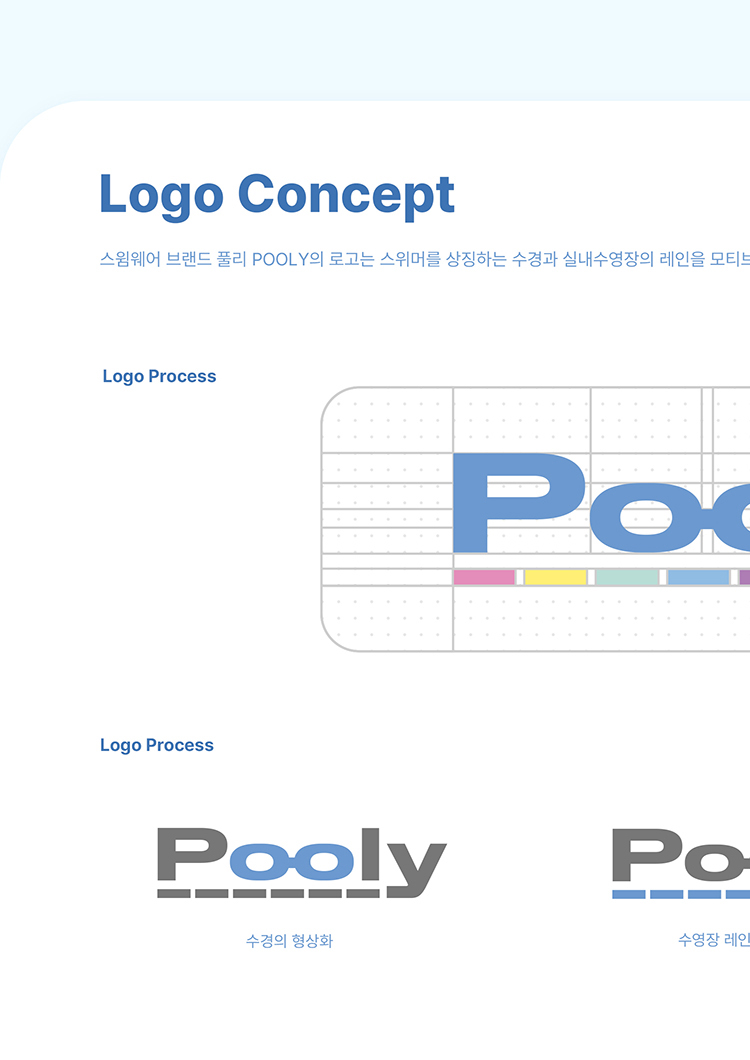 Logo Concept
스윔웨어 브랜드 풀리 POOLY의 로고는 스위머를 상징하는 수경과 실내수영장의 레인을 모티브
Logo Process
Poo
Logo Process
Pooly
Po
수경의 형상화
수영장 레인